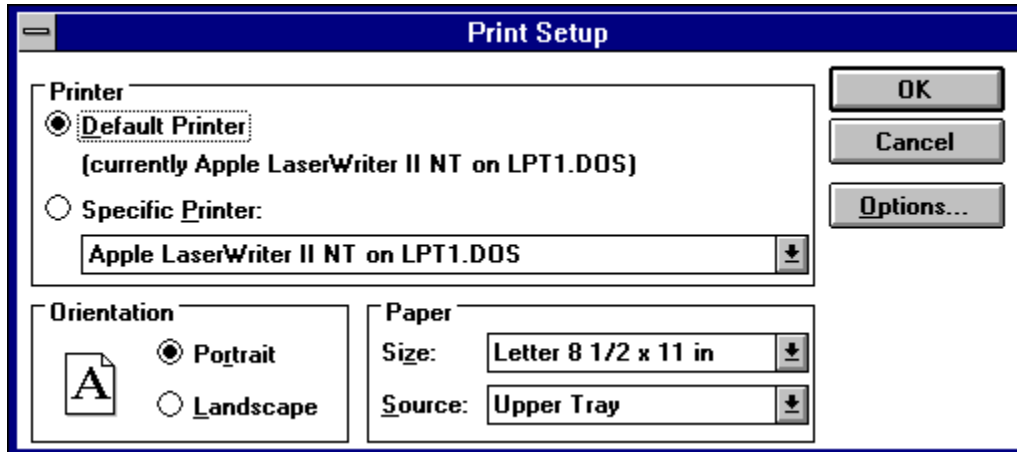 Print Setup
Printer
Default Printer
(currently Apple LaserWriter II NT on LPT1.DOS)
Specific Printer:
Apple LaserWriter II NT on LPT1.DOS
OK
Cancel
Options...
Orientation
A
Portrait
Landscape
Paper
Size: Letter 8 1/2 x 11 in
Source: Upper Tray